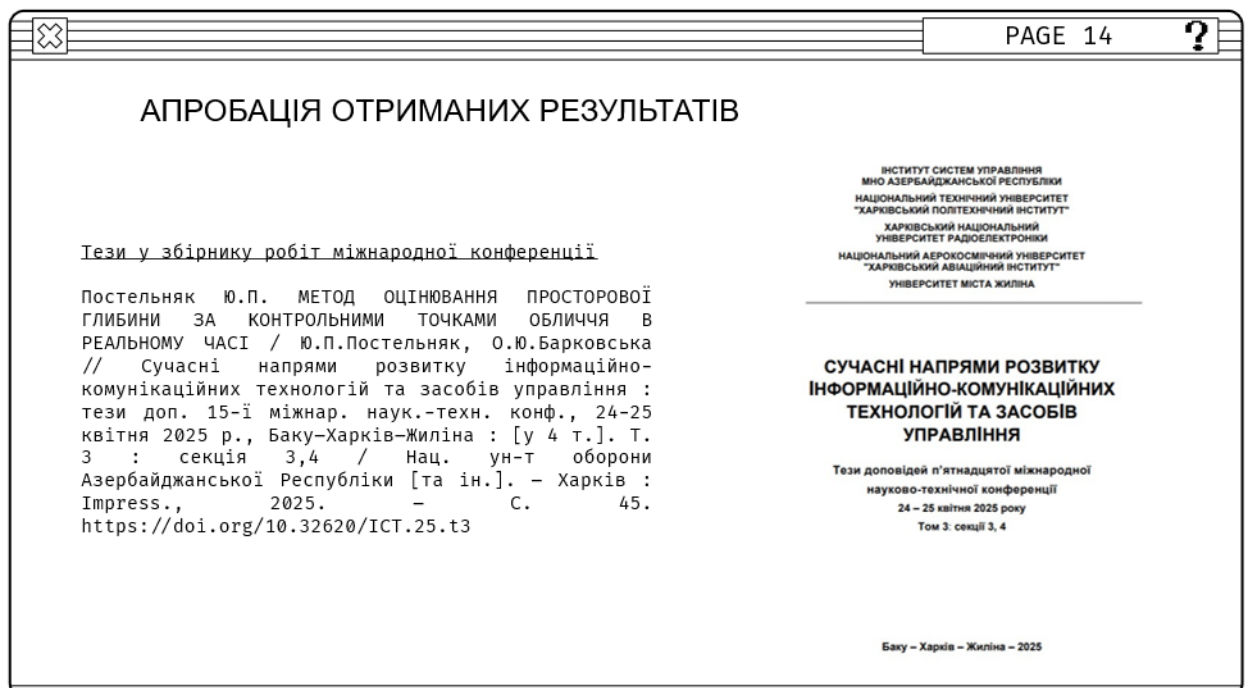 PAGE 14
?
АПРОБАЦІЯ ОТРИМАНИХ РЕЗУЛЬТАТІВ
Тези у збірнику робіт міжнародної конференції
Постельняк Ю.П. МЕТОД ОЦІНЮВАННЯ ПРОСТОРОВОЇ
ГЛИБИНИ ЗА КОНТРОЛЬНИМИ ТОЧКАМИ ОБЛИЧЧЯ В
РЕАЛЬНОМУ ЧАСІ / Ю.П.Постельняк, О.Ю.Барковська
// Сучасні напрями розвитку інформаційно-
комунікаційних технологій та засобів управління :
тези доп. 15-ї міжнар. наук.-техн. конф., 24-25
квітня 2025 р., Баку–Харків–Жиліна : [у 4 т.]. Т.
3 : секція 3,4 / Нац. ун-т оборони
Азербайджанської Республіки [та ін.]. – Харків :
Impress., 2025. – С. 45.
https://doi.org/10.32620/ICT.25.t3
ІНСТИТУТ СИСТЕМ УПРАВЛІННЯ
МНО АЗЕРБАЙДЖАНСЬКОЇ РЕСПУБЛІКИ
НАЦІОНАЛЬНИЙ ТЕХНІЧНИЙ УНІВЕРСИТЕТ
"ХАРКІВСЬКИЙ ПОЛІТЕХНІЧНИЙ ІНСТИТУТ"
ХАРКІВСЬКИЙ НАЦІОНАЛЬНИЙ
УНІВЕРСИТЕТ РАДІОЕЛЕКТРОНІКИ
НАЦІОНАЛЬНИЙ АЕРОКОСМІЧНИЙ УНІВЕРСИТЕТ
"ХАРКІВСЬКИЙ АВІАЦІЙНИЙ ІНСТИТУТ"
УНІВЕРСИТЕТ МІСТА ЖИЛІНА
СУЧАСНІ НАПРЯМИ РОЗВИТКУ
ІНФОРМАЦІЙНО-КОМУНІКАЦІЙНИХ
ТЕХНОЛОГІЙ ТА ЗАСОБІВ
УПРАВЛІННЯ
Тези доповідей п'ятнадцятої міжнародної
науково-технічної конференції
24 – 25 квітня 2025 року
Том 3: секції 3, 4
Баку – Харків – Жиліна – 2025